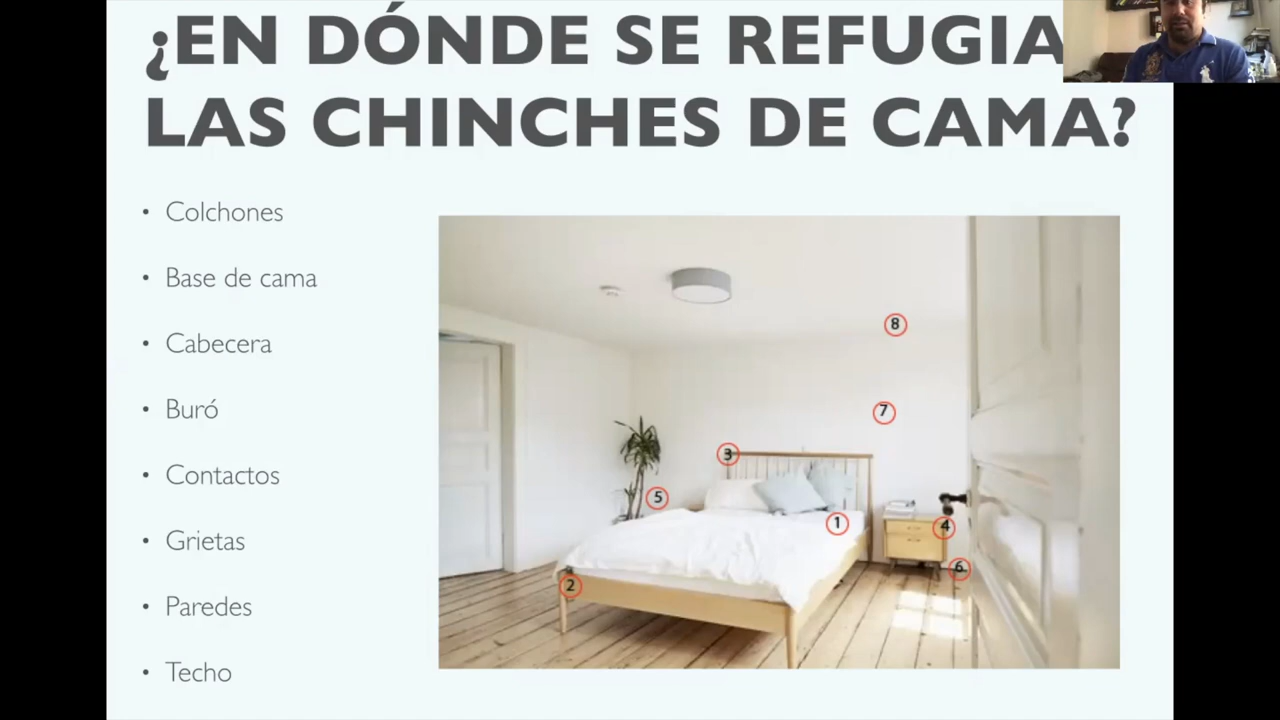 ¿EN DÓNDE SE REFUGIA
LAS CHINCHES DE CAMA?
• Colchones
• Base de cama
• Cabecera
• Buró
• Contactos
• Grietas
• Paredes
• Techo
8
7
3
5
1
4
6
2